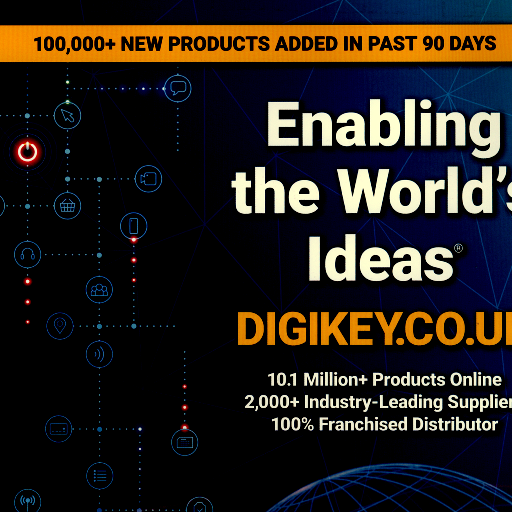 100,000+ NEW PRODUCTS ADDED IN PAST 90 DAYS
Enabling
the World's
Ideas®
DIGIKEY.CO.U
10.1 Million+ Products Online
2,000+ Industry-Leading Supplier
100% Franchised Distributor